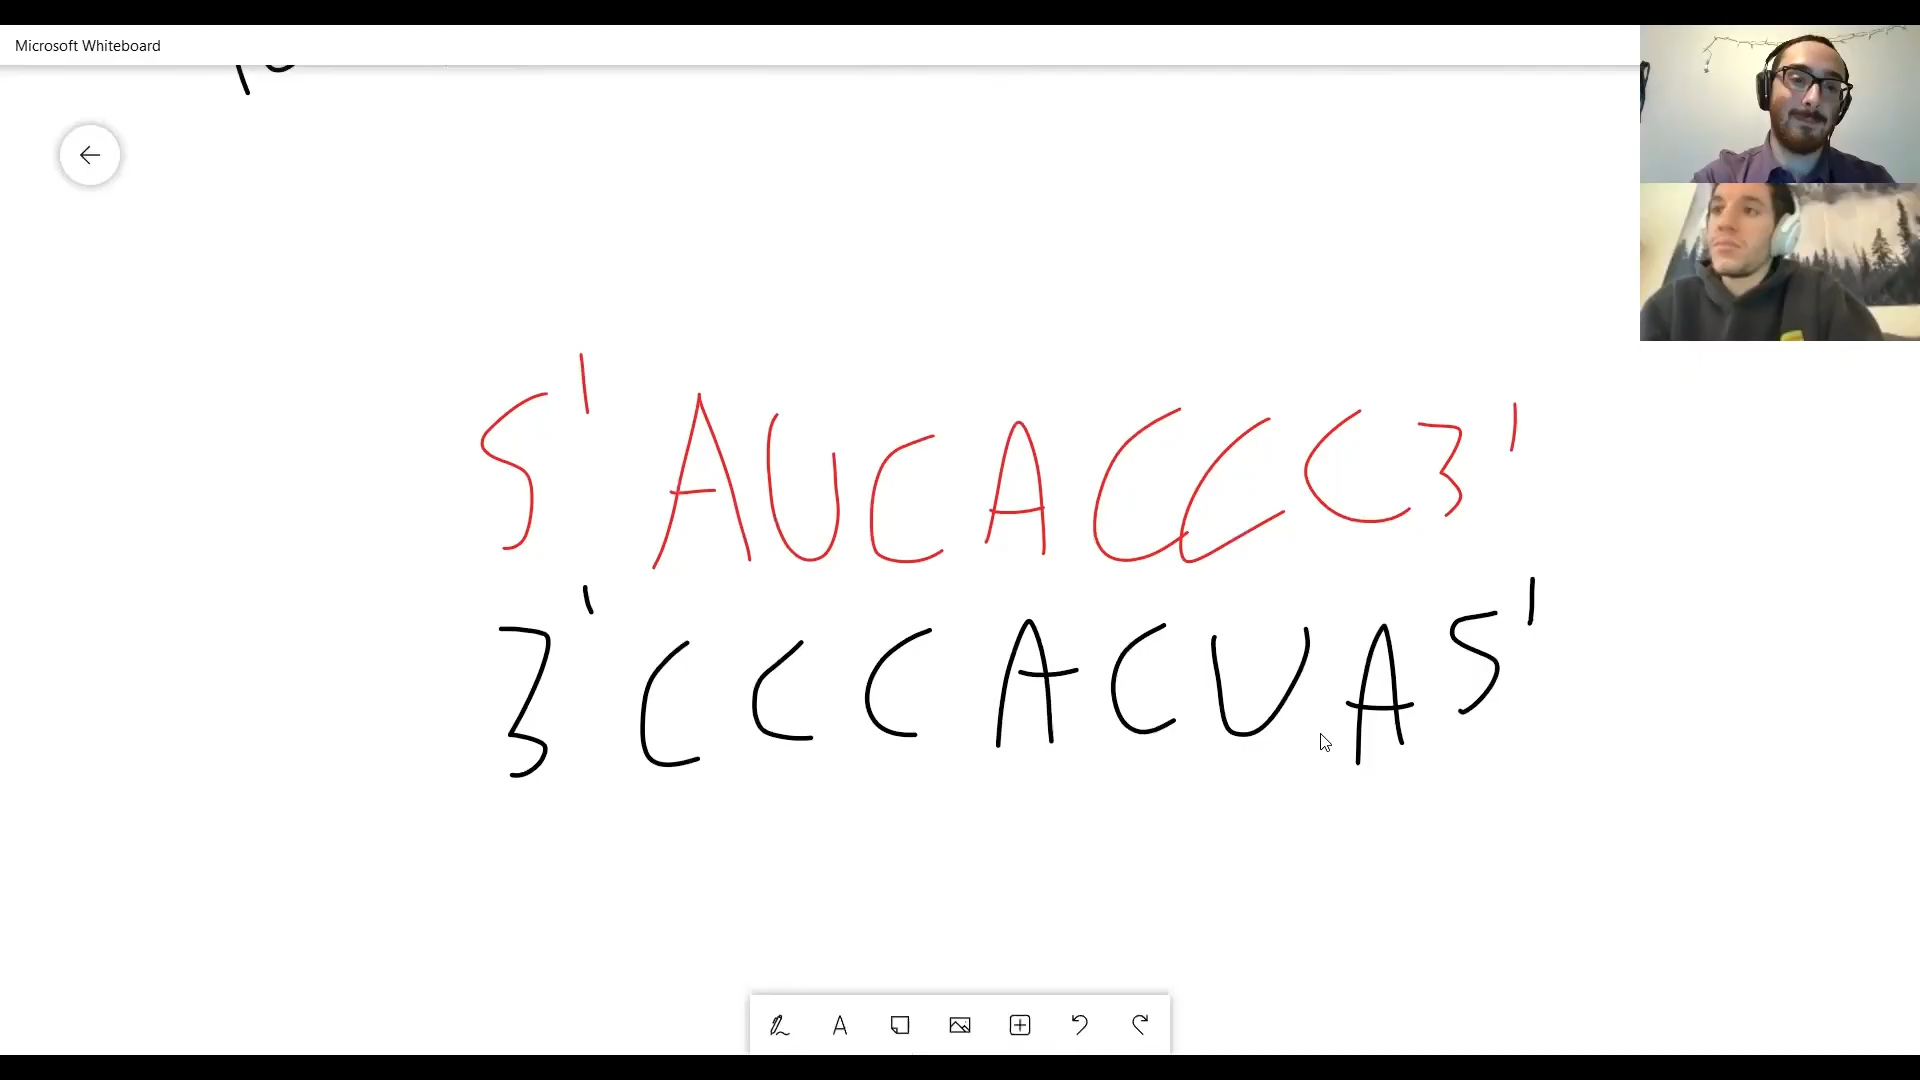 Microsoft Whiteboard
5' AUCACCC 3'
3' CCCACUA 5'